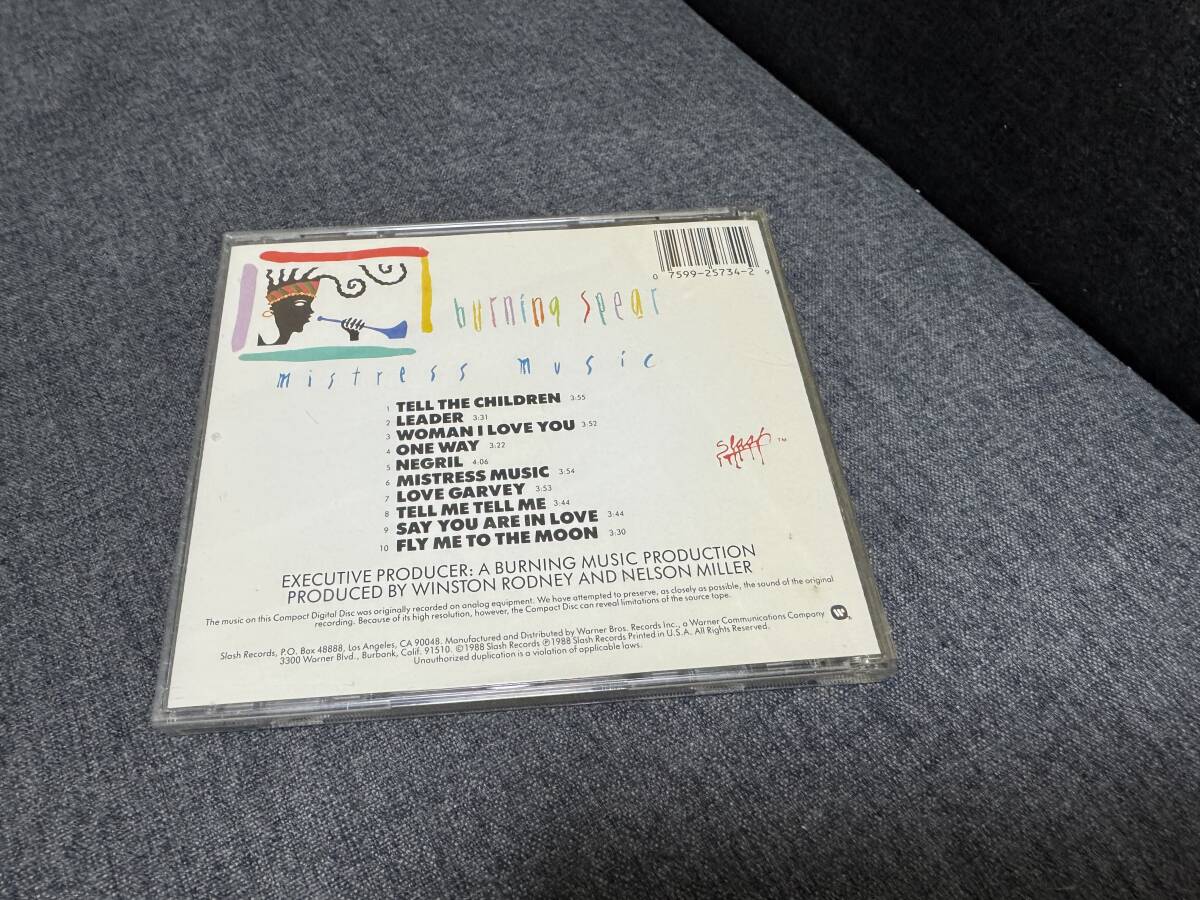 0 7599-25734-2 9
burning spear
mistress music
1 TELL THE CHILDREN 3:55
2 LEADER 3:31
3 WOMAN I LOVE YOU 3:52
4 ONE WAY 3:22
5 NEGRIL 4:06
6 MISTRESS MUSIC 3:54
7 LOVE GARVEY 3:53
8 TELL ME TELL ME 3:44
9 SAY YOU ARE IN LOVE 3:44
10 FLY ME TO THE MOON 3:30
slash ™
EXECUTIVE PRODUCER: A BURNING MUSIC PRODUCTION
PRODUCED BY WINSTON RODNEY AND NELSON MILLER
The music on this Compact Digital Disc was originally recorded on analog equipment. We have attempted to preserve, as closely as possible, the sound of the original
recording. Because of its high resolution, however, the Compact Disc can reveal limitations of the source tape.
Slash Records, P.O. Box 48888, Los Angeles, CA 90048. Manufactured and Distributed by Warner Bros. Records Inc., a Warner Communications Company
3300 Warner Blvd., Burbank, Calif. 91510. ©1988 Slash Records ℗1988 Slash Records Printed in U.S.A. All Rights Reserved.
Unauthorized duplication is a violation of applicable laws.